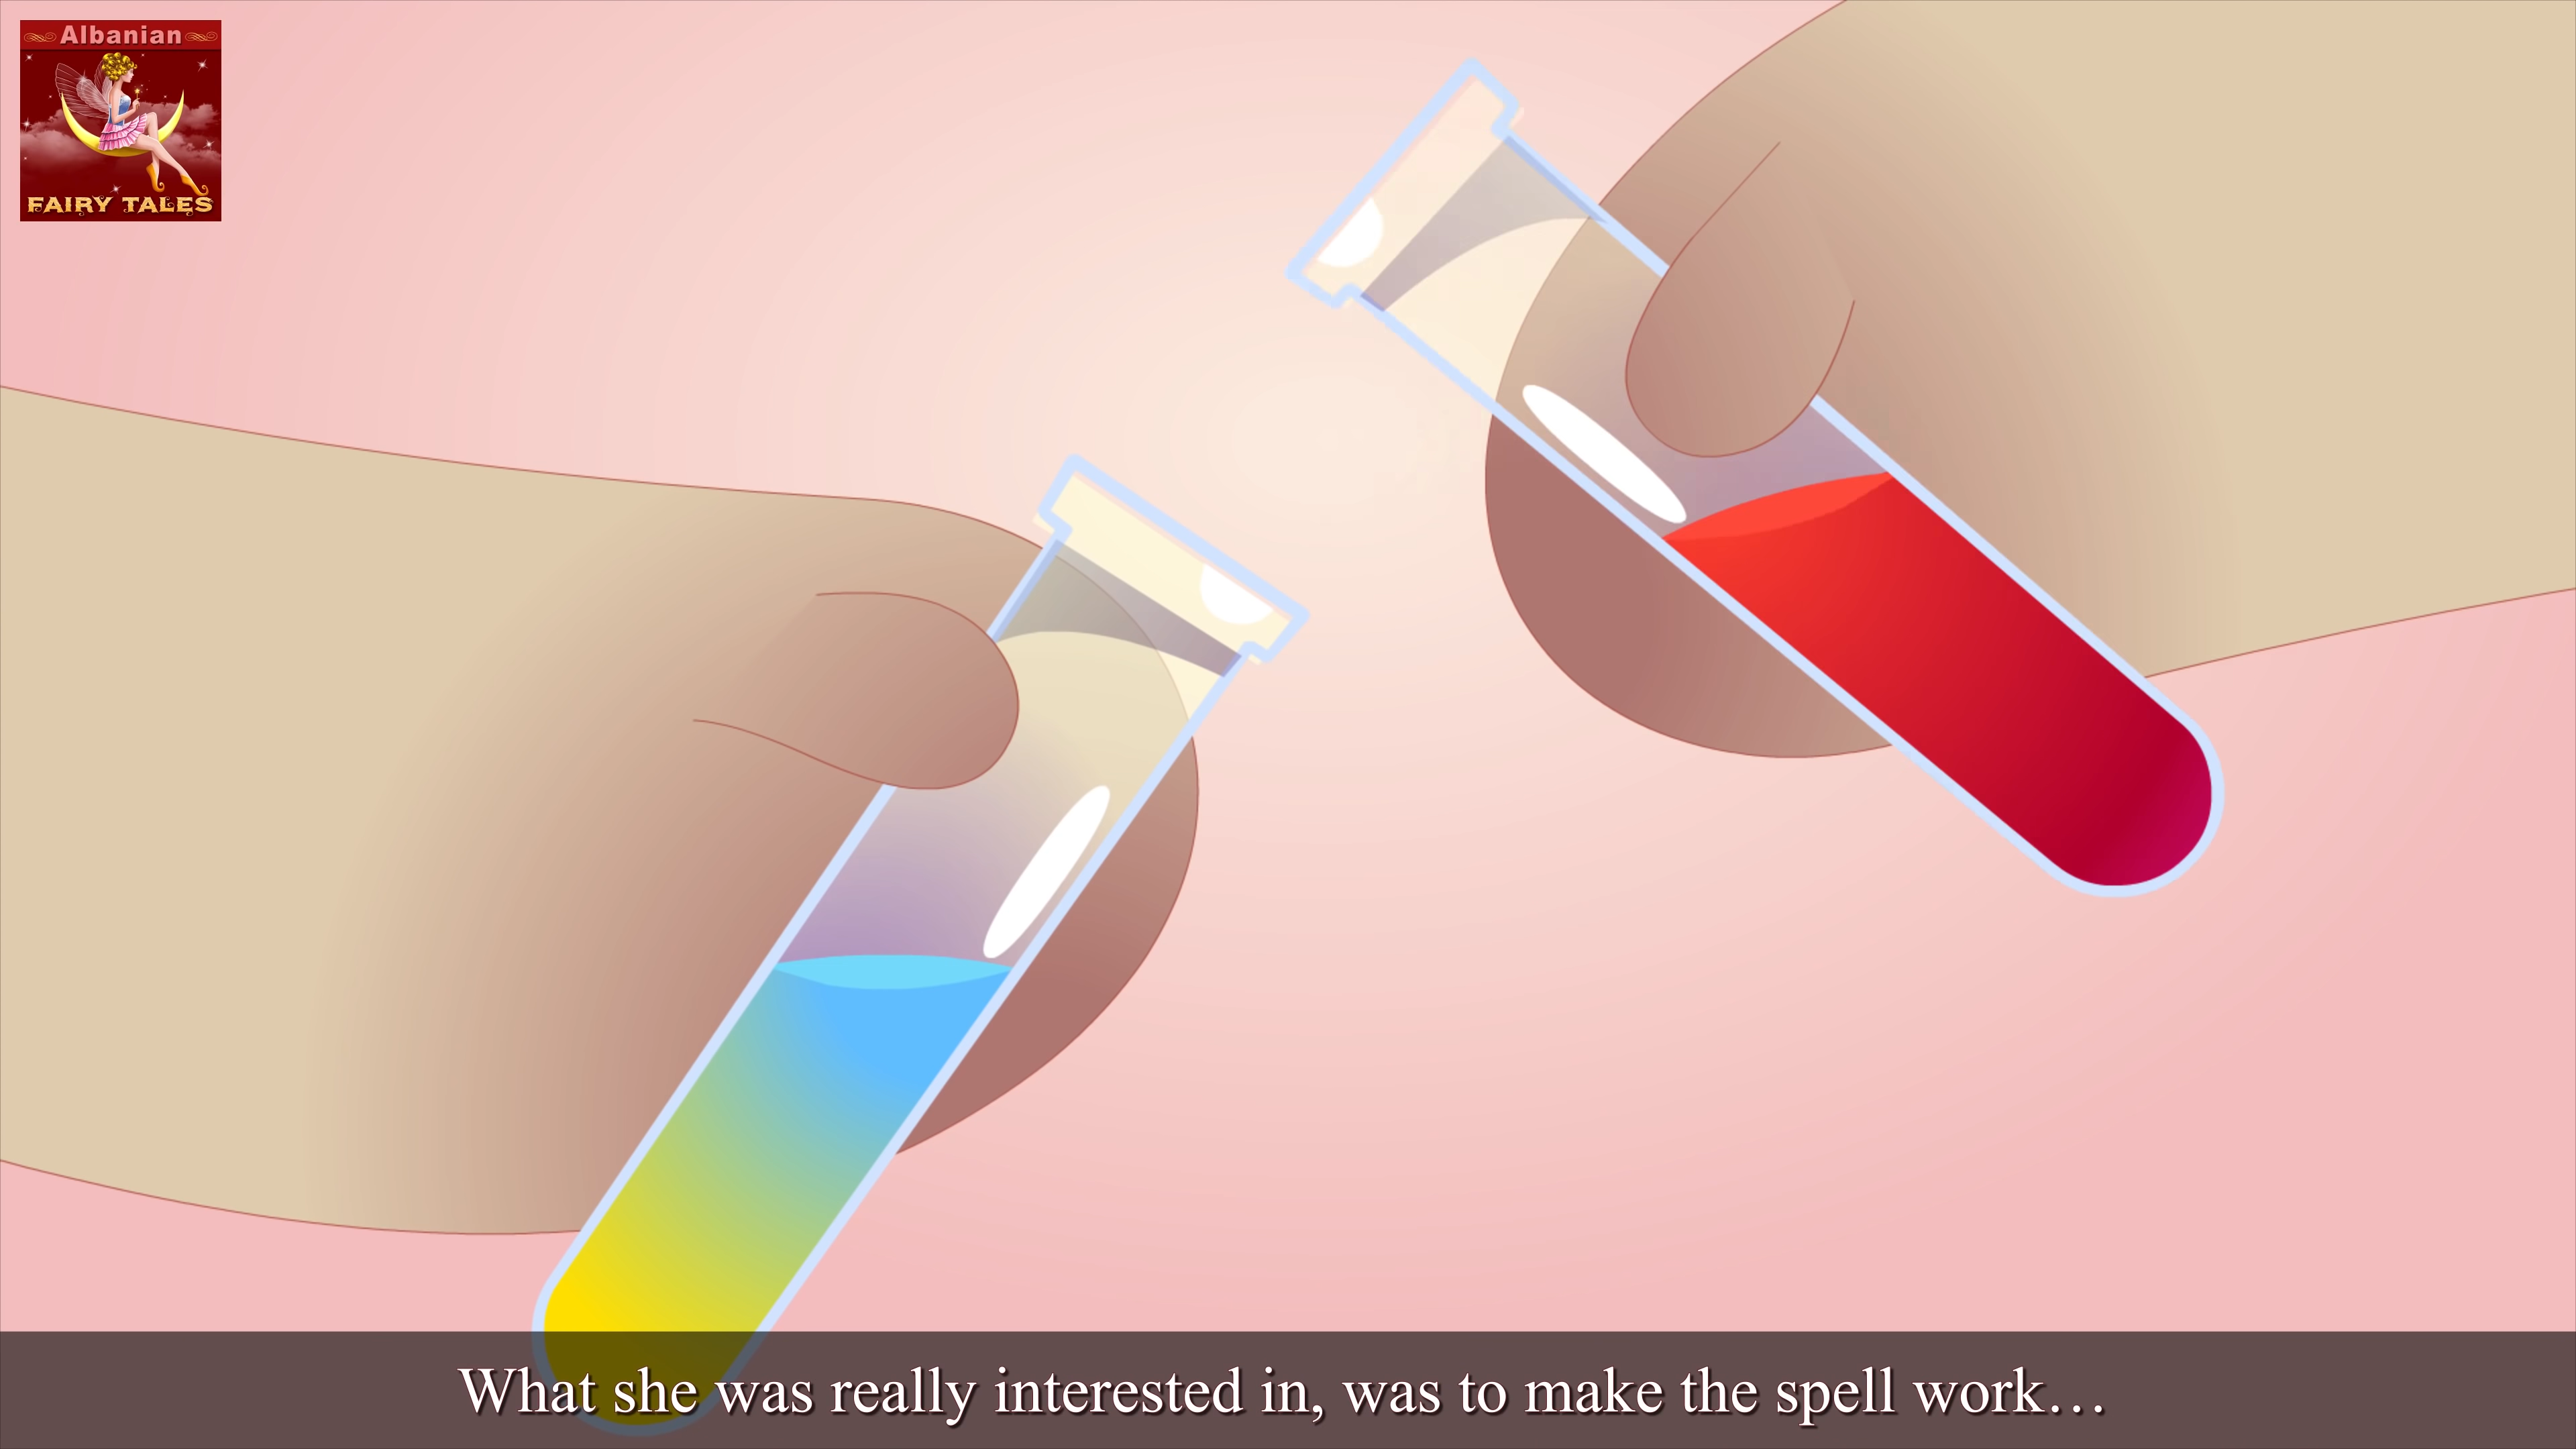 Albanian
FAIRY TALES
What she was really interested in, was to make the spell work...